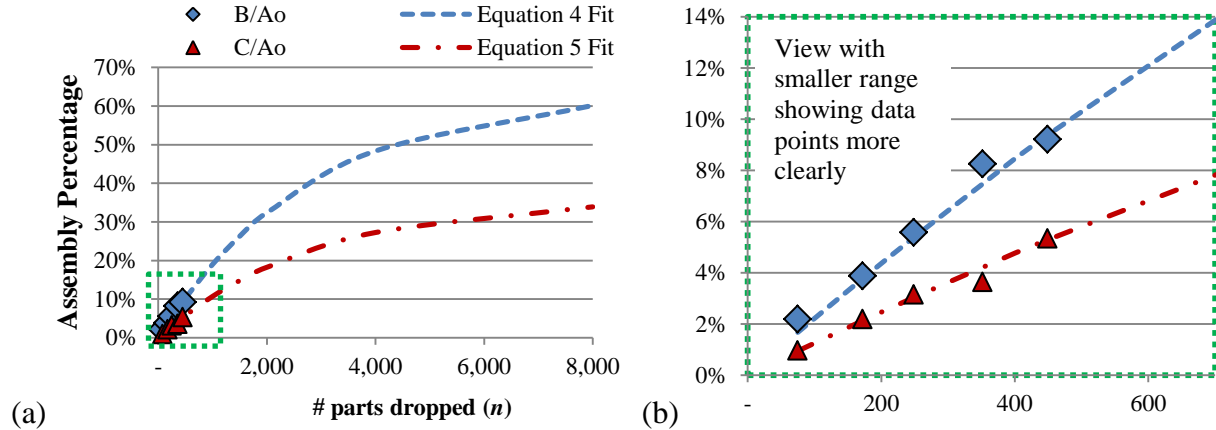 B/Ao
Equation 4 Fit
C/Ao
Equation 5 Fit
70%
60%
50%
40%
30%
20%
10%
0%
Assembly Percentage
-
2,000
4,000
6,000
8,000
(a)
# parts dropped (n)
14%
12%
10%
8%
6%
4%
2%
0%
View with
smaller range
showing data
points more
clearly
-
200
400
600
(b)